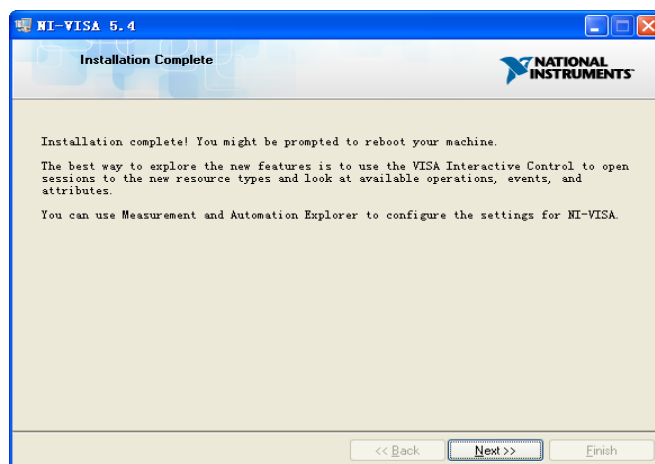 NI-VISA 5.4
Installation Complete
NATIONAL
INSTRUMENTS™
Installation complete! You might be prompted to reboot your machine.
The best way to explore the new features is to use the VISA Interactive Control to open
sessions to the new resource types and look at available operations, events, and
attributes.
You can use Measurement and Automation Explorer to configure the settings for NI-VISA.
<< Back
Next >>
Finish